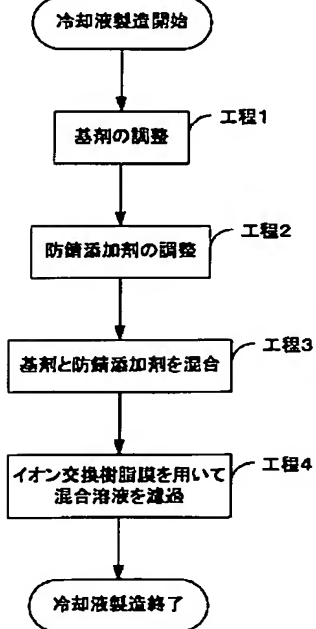 冷却液製造開始
工程1
基剤の調整
工程2
防錆添加剤の調整
工程3
基剤と防錆添加剤を混合
工程4
イオン交換樹脂膜を用いて
混合溶液を濾過
冷却液製造終了